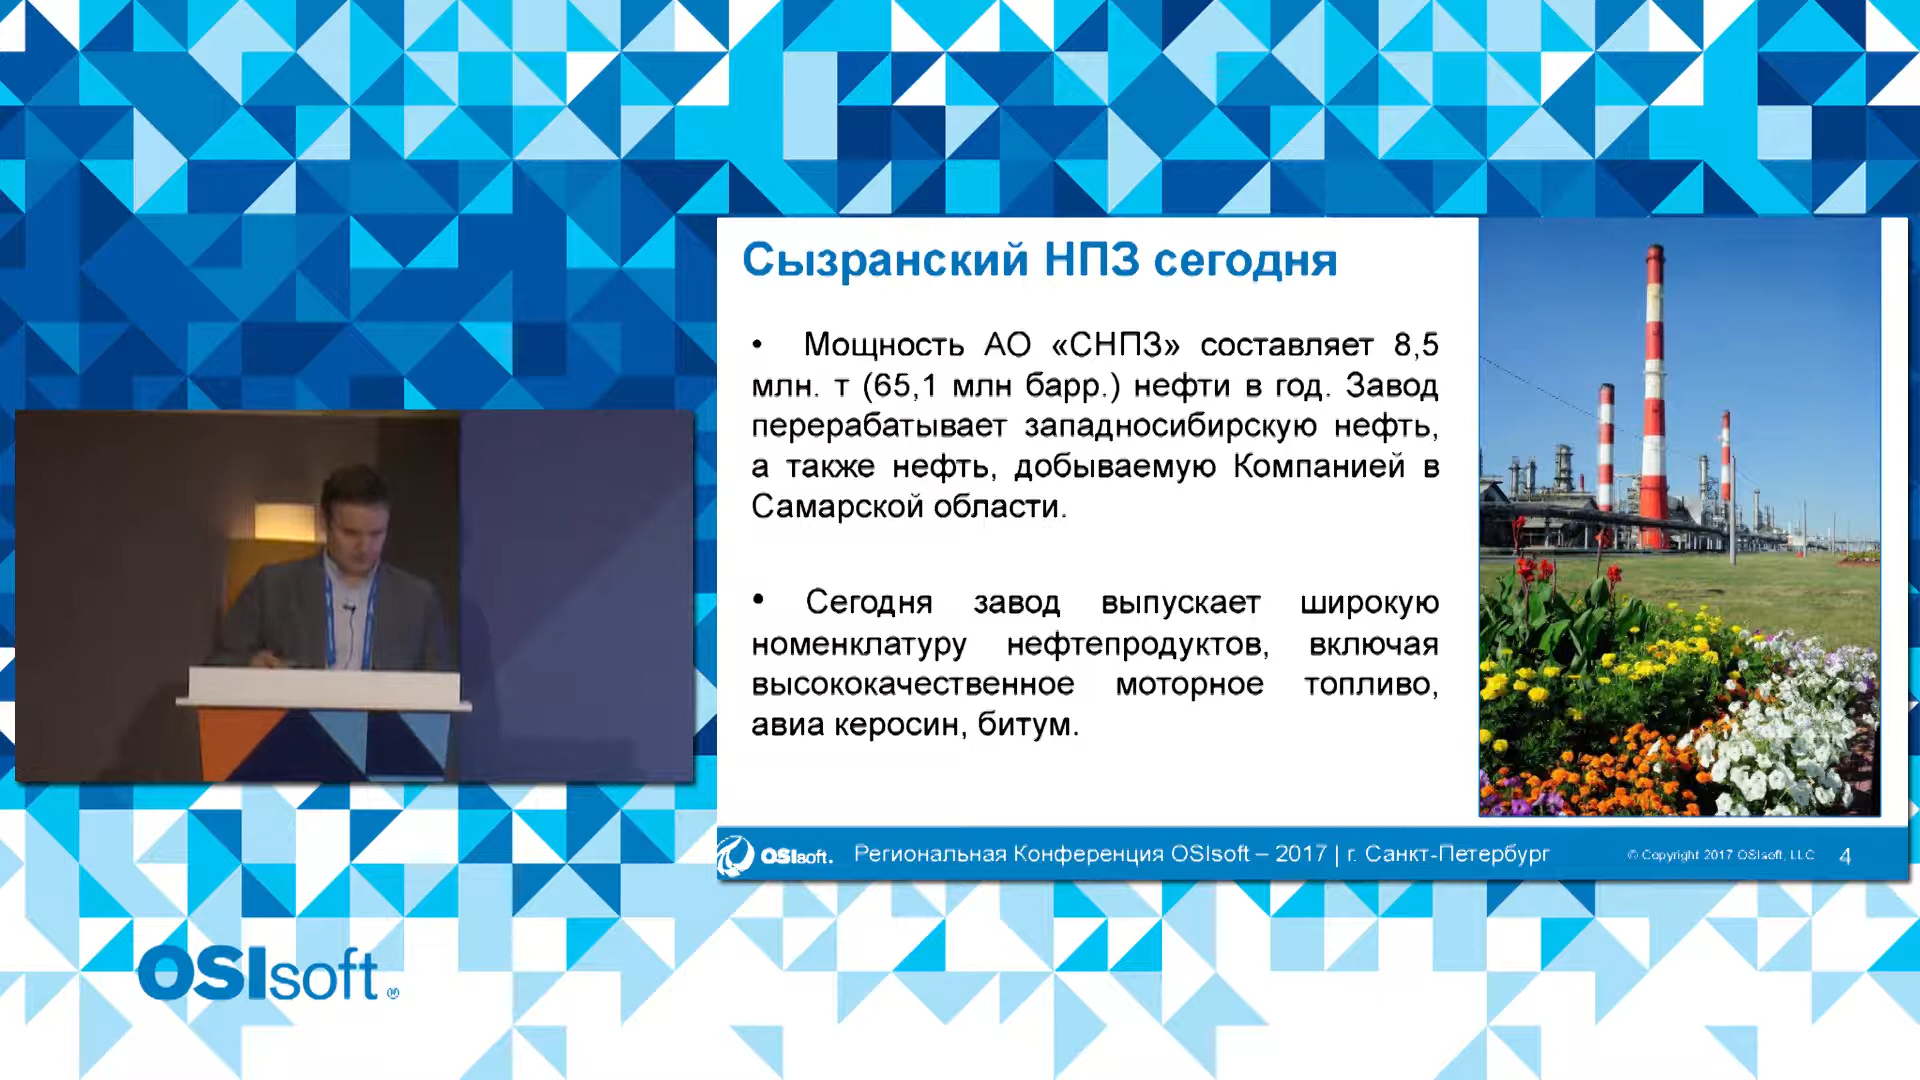 Сызранский НПЗ сегодня
• Мощность АО «СНПЗ» составляет 8,5
млн. т (65,1 млн барр.) нефти в год. Завод
перерабатывает западносибирскую нефть,
а также нефть, добываемую Компанией в
Самарской области.
• Сегодня завод выпускает широкую
номенклатуру нефтепродуктов, включая
высококачественное моторное топливо,
авиа керосин, битум.
OSIsoft. Региональная Конференция OSIsoft – 2017 | г. Санкт-Петербург © Copyright 2017 OSIsoft, LLC 4
OSIsoft®